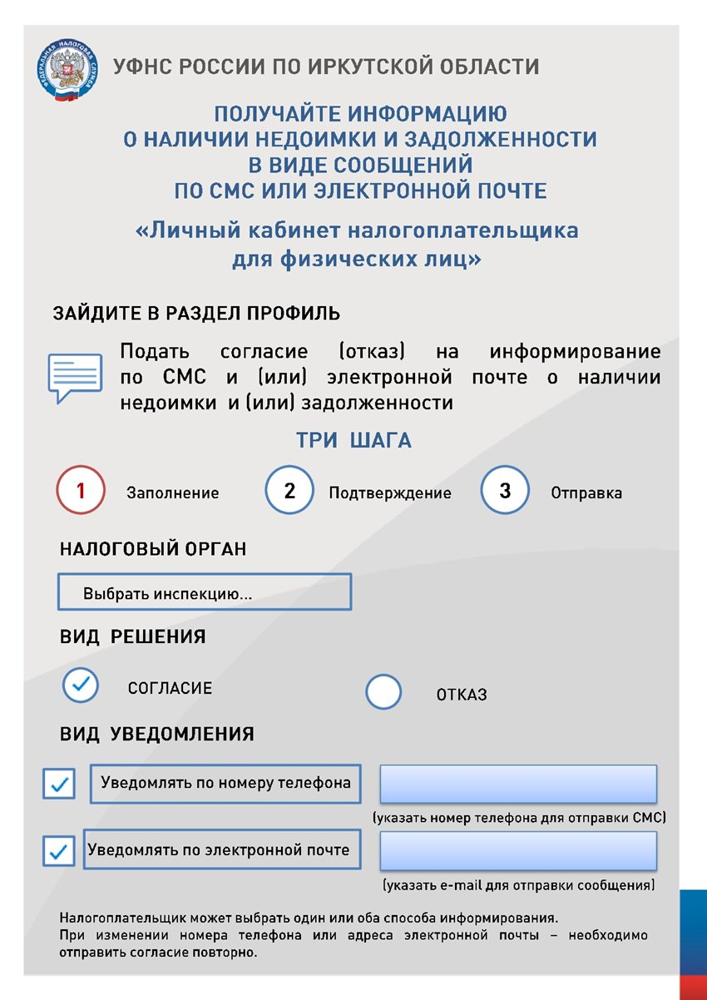 ФЕДЕРАЛЬНАЯ НАЛОГОВАЯ СЛУЖБА
УФНС РОССИИ ПО ИРКУТСКОЙ ОБЛАСТИ
ПОЛУЧАЙТЕ ИНФОРМАЦИЮ
О НАЛИЧИИ НЕДОИМКИ И ЗАДОЛЖЕННОСТИ
В ВИДЕ СООБЩЕНИЙ
ПО СМС ИЛИ ЭЛЕКТРОННОЙ ПОЧТЕ
«Личный кабинет налогоплательщика
для физических лиц»
ЗАЙДИТЕ В РАЗДЕЛ ПРОФИЛЬ
Подать согласие (отказ) на информирование
по СМС и (или) электронной почте о наличии
недоимки и (или) задолженности
ТРИ ШАГА
1 Заполнение 2 Подтверждение 3 Отправка
НАЛОГОВЫЙ ОРГАН
Выбрать инспекцию...
ВИД РЕШЕНИЯ
СОГЛАСИЕ ОТКАЗ
ВИД УВЕДОМЛЕНИЯ
Уведомлять по номеру телефона
(указать номер телефона для отправки СМС)
Уведомлять по электронной почте
(указать e-mail для отправки сообщения)
Налогоплательщик может выбрать один или оба способа информирования.
При изменении номера телефона или адреса электронной почты – необходимо
отправить согласие повторно.